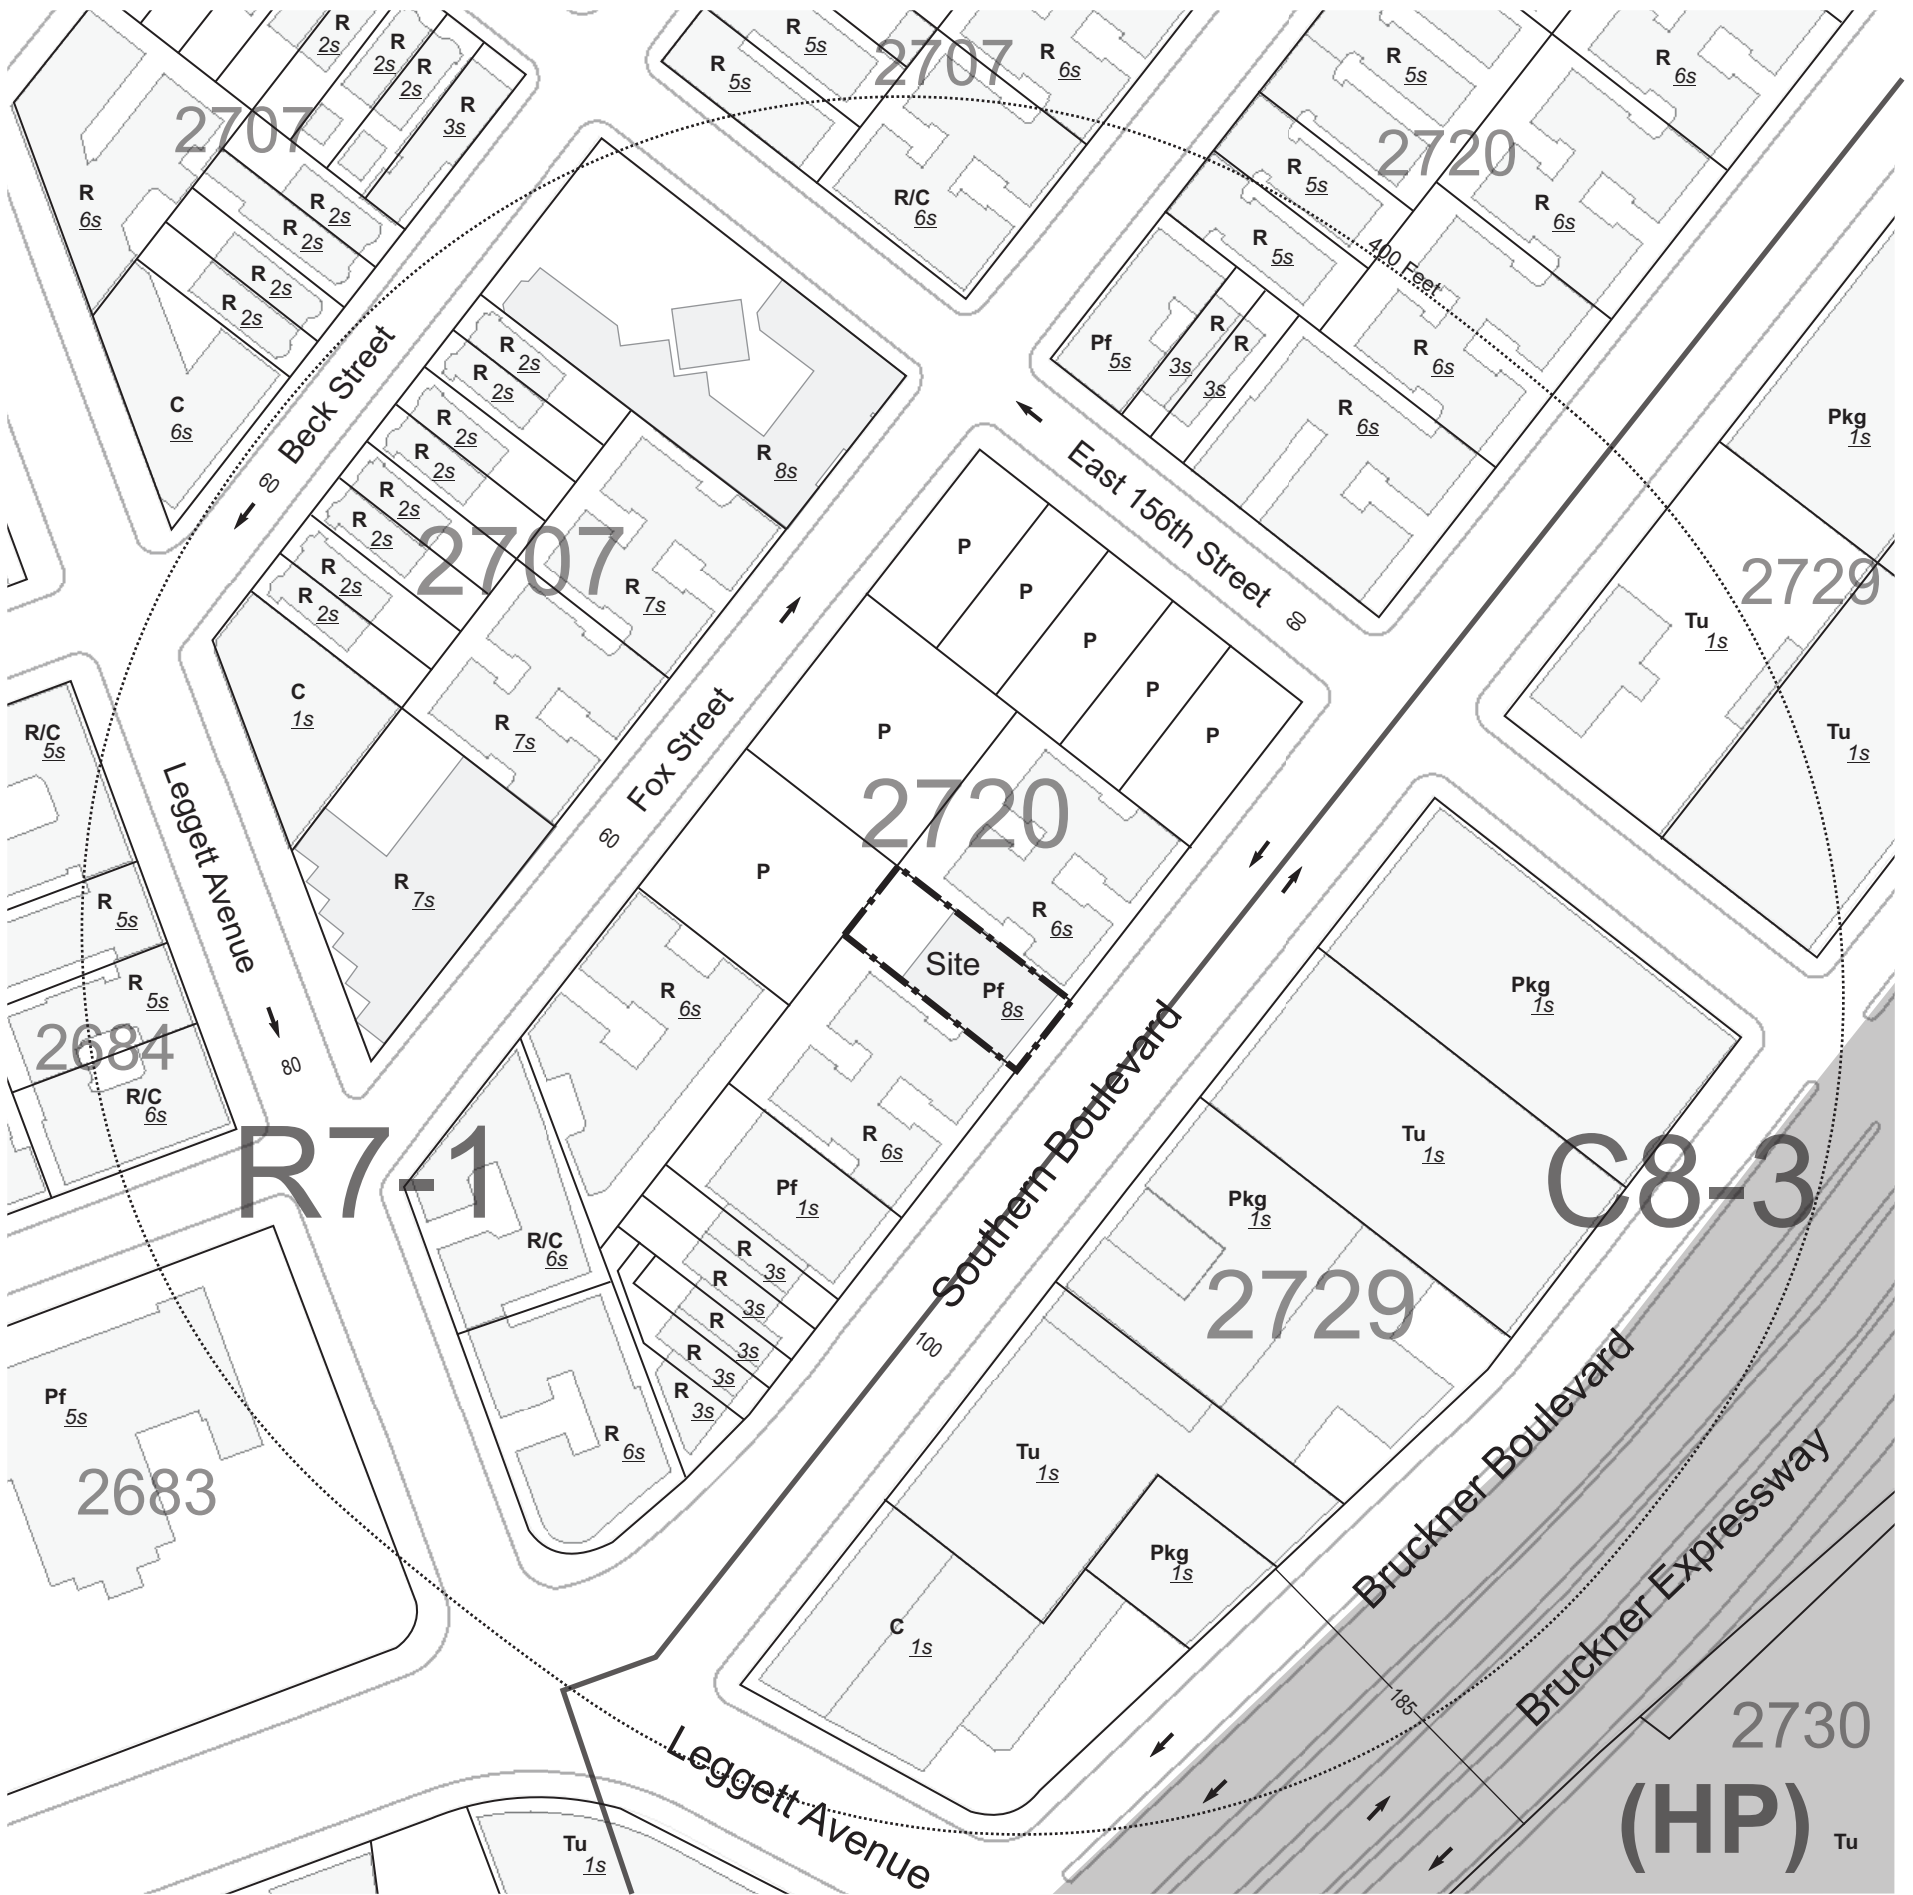 R
2s
R
2s
R
2s
R
3s
2707
R
6s
R 2s
R 2s
R 2s
R 2s
C
6s
R
5s
R
5s
2707
R
6s
R/C
6s
R
5s
R
6s
2720
R
5s
R
6s
R
5s
400 Feet
Pf
5s
R
3s
R
3s
R
6s
R
6s
Pkg
1s
2729
Tu
1s
Tu
1s
Beck Street
60
R 2s
R 2s
R 2s
R 2s
R 2s
R 2s
R 2s
R 2s
2707
R
8s
R
7s
R
7s
C
1s
R
7s
East 156th Street
60
P
P
P
P
P
P
P
Fox Street
60
2720
R
6s
Site
Pf
8s
R/C
5s
R
5s
R
5s
2684
R/C
6s
Leggett Avenue
80
R7-1
R
6s
R
6s
Pf
1s
R
3s
R
3s
R
3s
R
3s
R
3s
R/C
6s
R
6s
Pf
5s
2683
Southern Boulevard
100
Pkg
1s
Tu
1s
C8-3
Pkg
1s
2729
Tu
1s
Pkg
1s
C
1s
Bruckner Boulevard
Bruckner Expressway
185
2730
(HP)
Tu
Leggett Avenue
Tu
1s